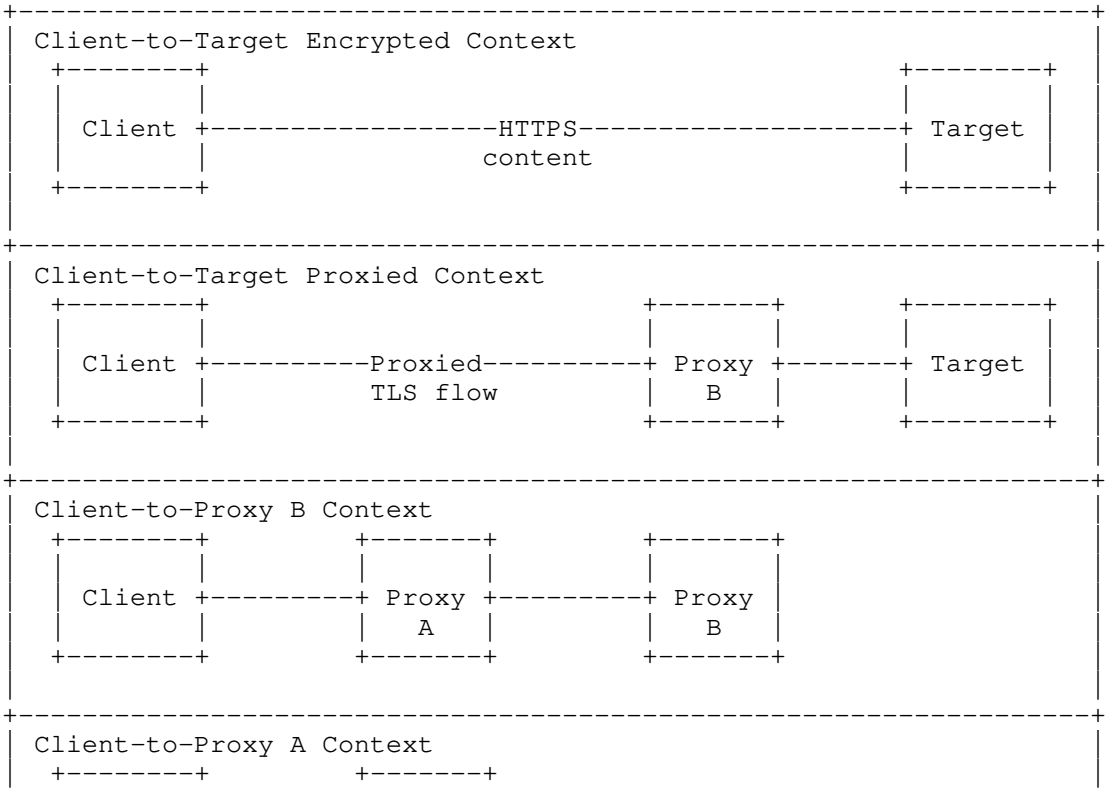 Client-to-Target Encrypted Context
Client HTTPS Target
content
Client-to-Target Proxied Context
Client Proxied Proxy Target
TLS flow B
Client-to-Proxy B Context
Client Proxy Proxy
A B
Client-to-Proxy A Context